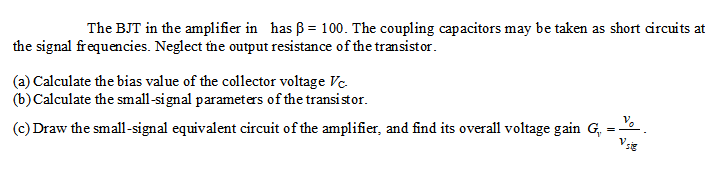 The BJT in the amplifier in has β = 100. The coupling capacitors may be taken as short circuits at
the signal frequencies. Neglect the output resistance of the transistor.
(a) Calculate the bias value of the collector voltage V_C.
(b) Calculate the small-signal parameters of the transistor.
(c) Draw the small-signal equivalent circuit of the amplifier, and find its overall voltage gain G_v = v_o / v_sig .